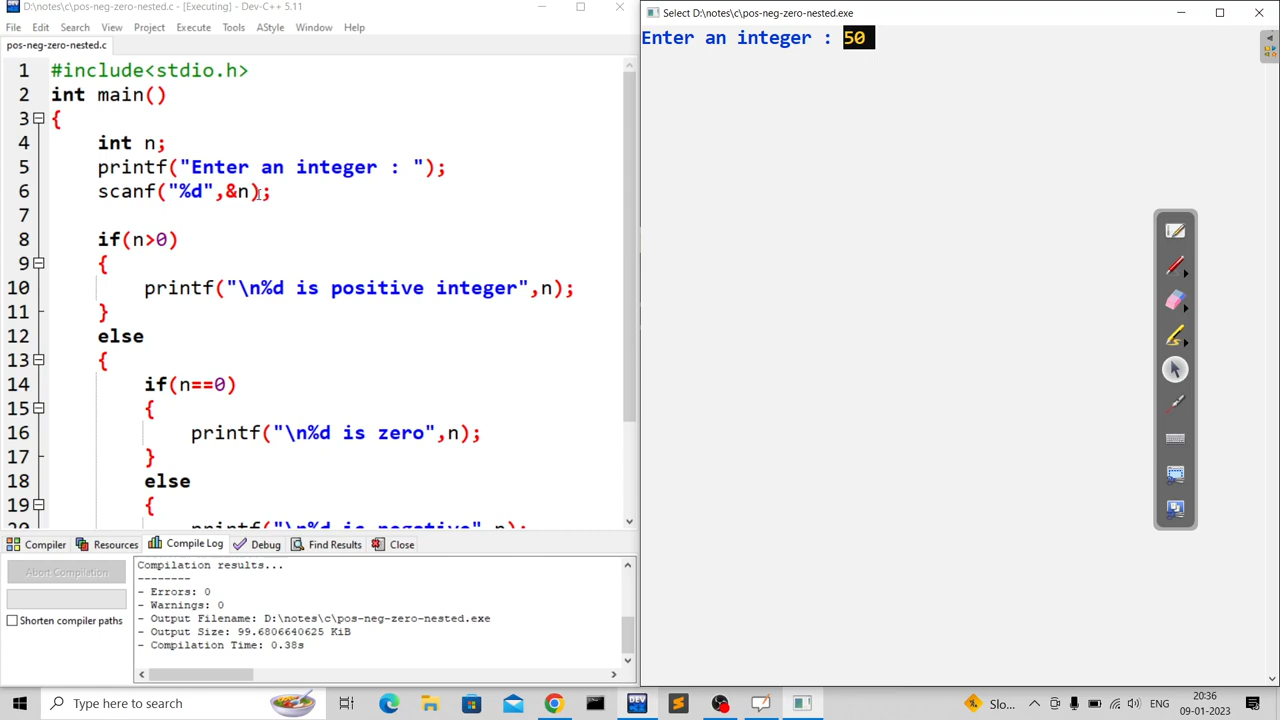 D:\notes\c\pos-neg-zero-nested.c - [Executing] - Dev-C++ 5.11
File Edit Search View Project Execute Tools AStyle Window Help
pos-neg-zero-nested.c
1 #include<stdio.h>
2 int main()
3 {
4 int n;
5 printf("Enter an integer : ");
6 scanf("%d",&n);
7
8 if(n>0)
9 {
10 printf("\n%d is positive integer",n);
11 }
12 else
13 {
14 if(n==0)
15 {
16 printf("\n%d is zero",n);
17 }
18 else
19 {
20 printf("\n%d is negative",n);
Compiler Resources Compile Log Debug Find Results Close
Abort Compilation
Shorten compiler paths
Compilation results...
--------
- Errors: 0
- Warnings: 0
- Output Filename: D:\notes\c\pos-neg-zero-nested.exe
- Output Size: 99.6806640625 KiB
- Compilation Time: 0.38s
Select D:\notes\c\pos-neg-zero-nested.exe
Enter an integer : 50
Type here to search
DEV
Slo...
ENG
20:36
09-01-2023